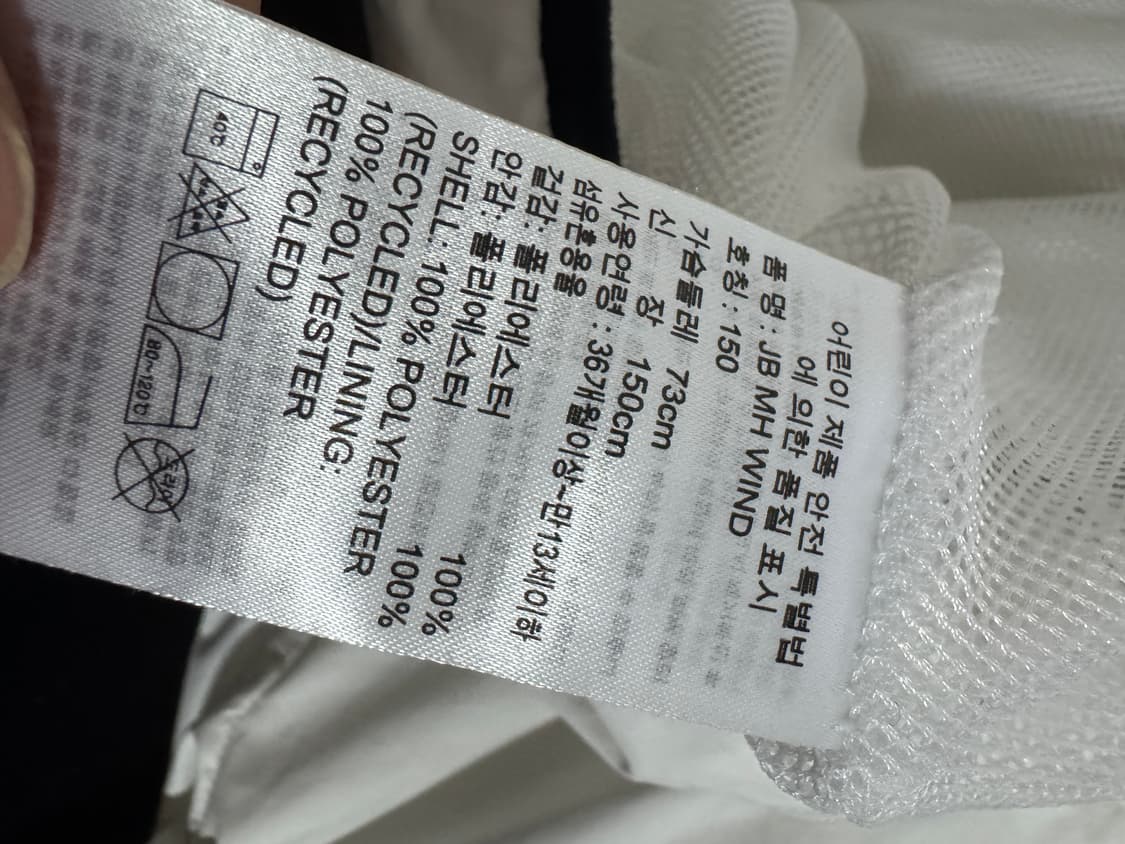 어린이 제품 안전 특별법
에 의한 품질 표시
품 명 : JB MH WIND
호칭 : 150
가슴둘레 73cm
신 장 150cm
사용연령 : 36개월이상~만13세이하
섬유혼용율
겉감: 폴리에스터 100%
안감: 폴리에스터 100%
SHELL: 100% POLYESTER
(RECYCLED)/LINING:
100% POLYESTER
(RECYCLED)
40℃
80~120℃
드라이